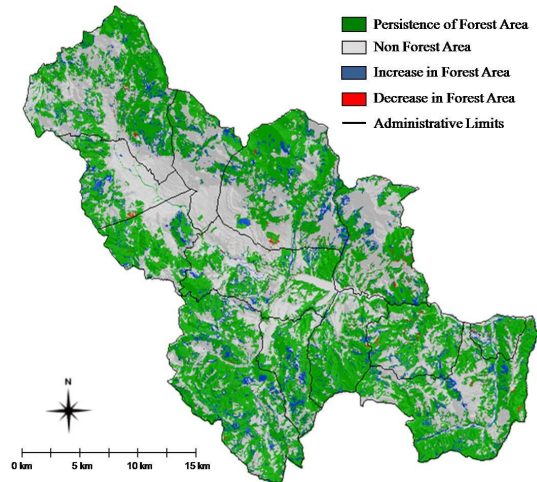 Persistence of Forest Area
Non Forest Area
Increase in Forest Area
Decrease in Forest Area
Administrative Limits
N
0 km 5 km 10 km 15 km